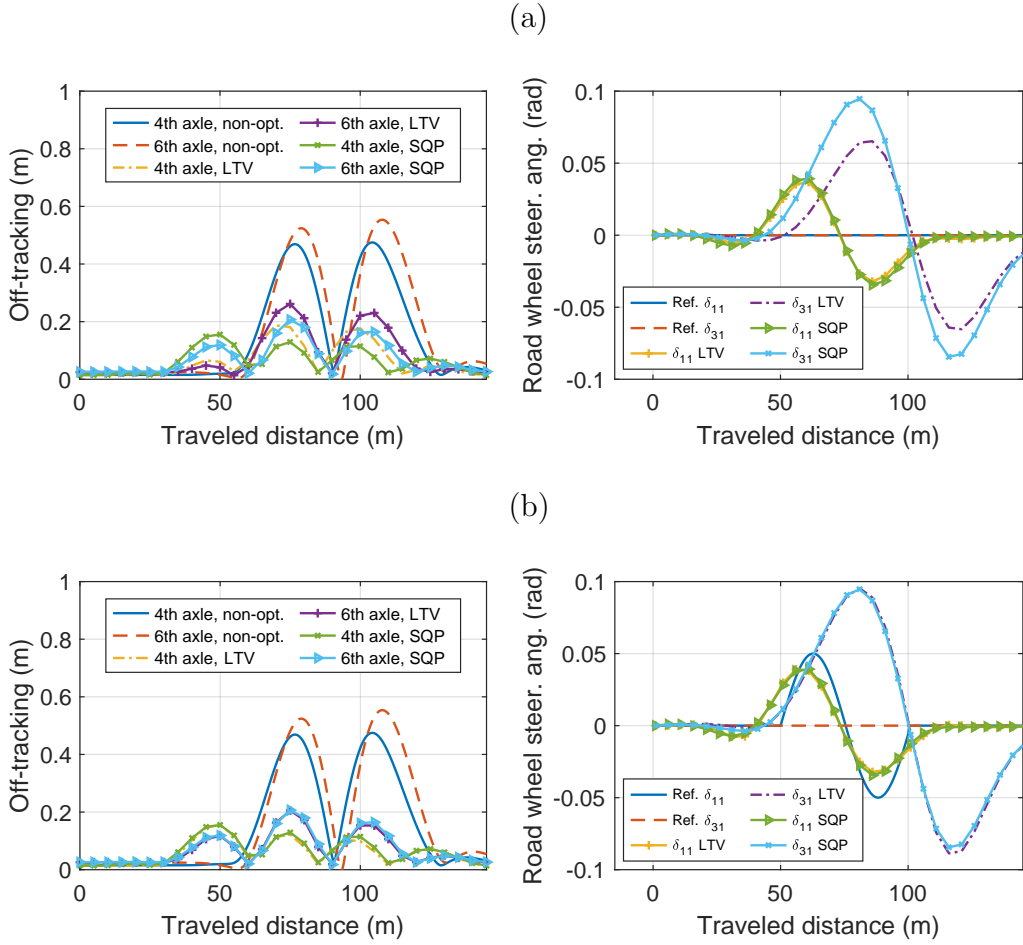 (a)
1
0.8
0.6
0.4
0.2
0
Off-tracking (m)
4th axle, non-opt.
6th axle, non-opt.
4th axle, LTV
6th axle, LTV
4th axle, SQP
6th axle, SQP
0
50
100
Traveled distance (m)
0.1
0.05
0
-0.05
-0.1
Road wheel steer. ang. (rad)
Ref. δ11
Ref. δ31
δ11 LTV
δ31 LTV
δ11 SQP
δ31 SQP
0
50
100
Traveled distance (m)
(b)
1
0.8
0.6
0.4
0.2
0
Off-tracking (m)
4th axle, non-opt.
6th axle, non-opt.
4th axle, LTV
6th axle, LTV
4th axle, SQP
6th axle, SQP
0
50
100
Traveled distance (m)
0.1
0.05
0
-0.05
-0.1
Road wheel steer. ang. (rad)
Ref. δ11
Ref. δ31
δ11 LTV
δ31 LTV
δ11 SQP
δ31 SQP
0
50
100
Traveled distance (m)